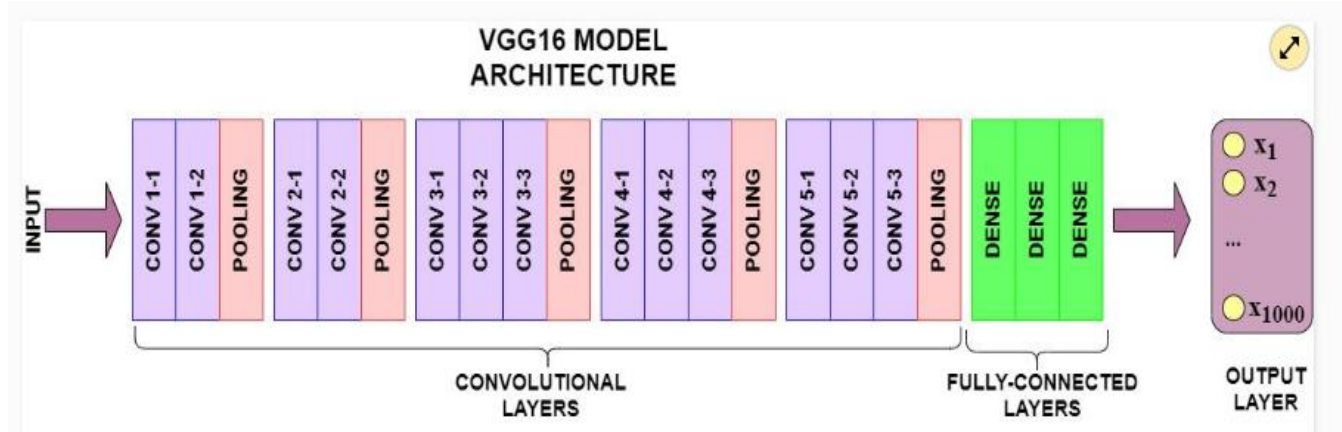 VGG16 MODEL
ARCHITECTURE
INPUT
CONV 1-1
CONV 1-2
POOLING
CONV 2-1
CONV 2-2
POOLING
CONV 3-1
CONV 3-2
CONV 3-3
POOLING
CONV 4-1
CONV 4-2
CONV 4-3
POOLING
CONV 5-1
CONV 5-2
CONV 5-3
POOLING
DENSE
DENSE
DENSE
x1
x2
...
x1000
CONVOLUTIONAL
LAYERS
FULLY-CONNECTED
LAYERS
OUTPUT
LAYER